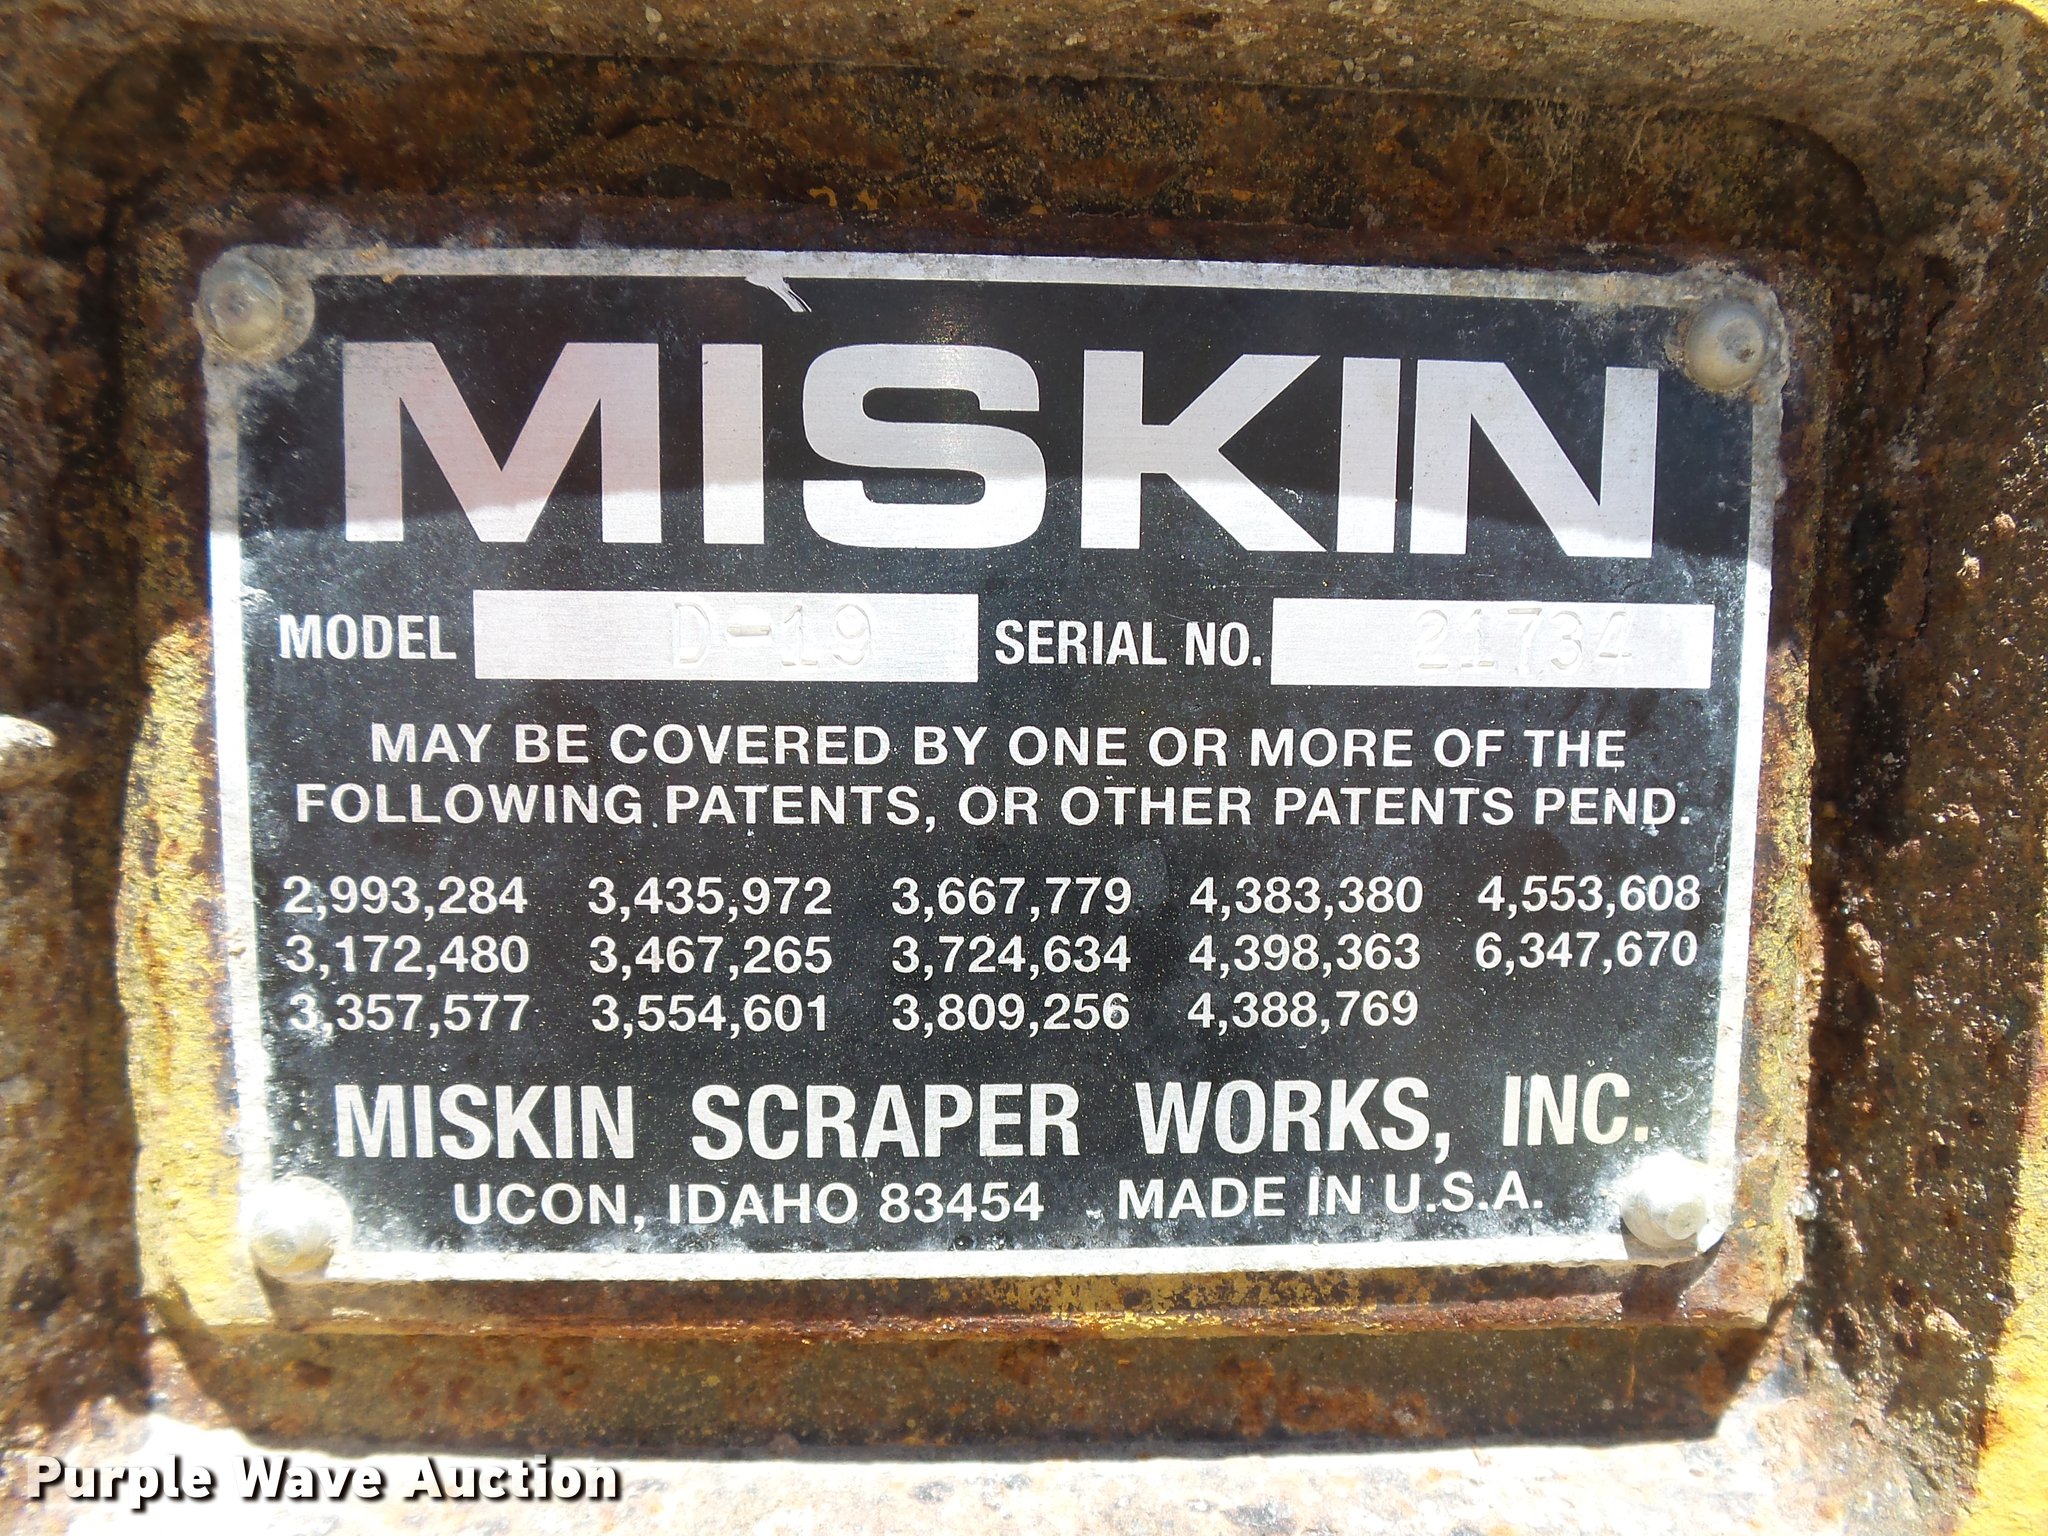 MISKIN
MODEL D-19 SERIAL NO. 21734
MAY BE COVERED BY ONE OR MORE OF THE
FOLLOWING PATENTS, OR OTHER PATENTS PEND.
2,993,284 3,435,972 3,667,779 4,383,380 4,553,608
3,172,480 3,467,265 3,724,634 4,398,363 6,347,670
3,357,577 3,554,601 3,809,256 4,388,769
MISKIN SCRAPER WORKS, INC.
UCON, IDAHO 83454 MADE IN U.S.A.
Purple Wave Auction